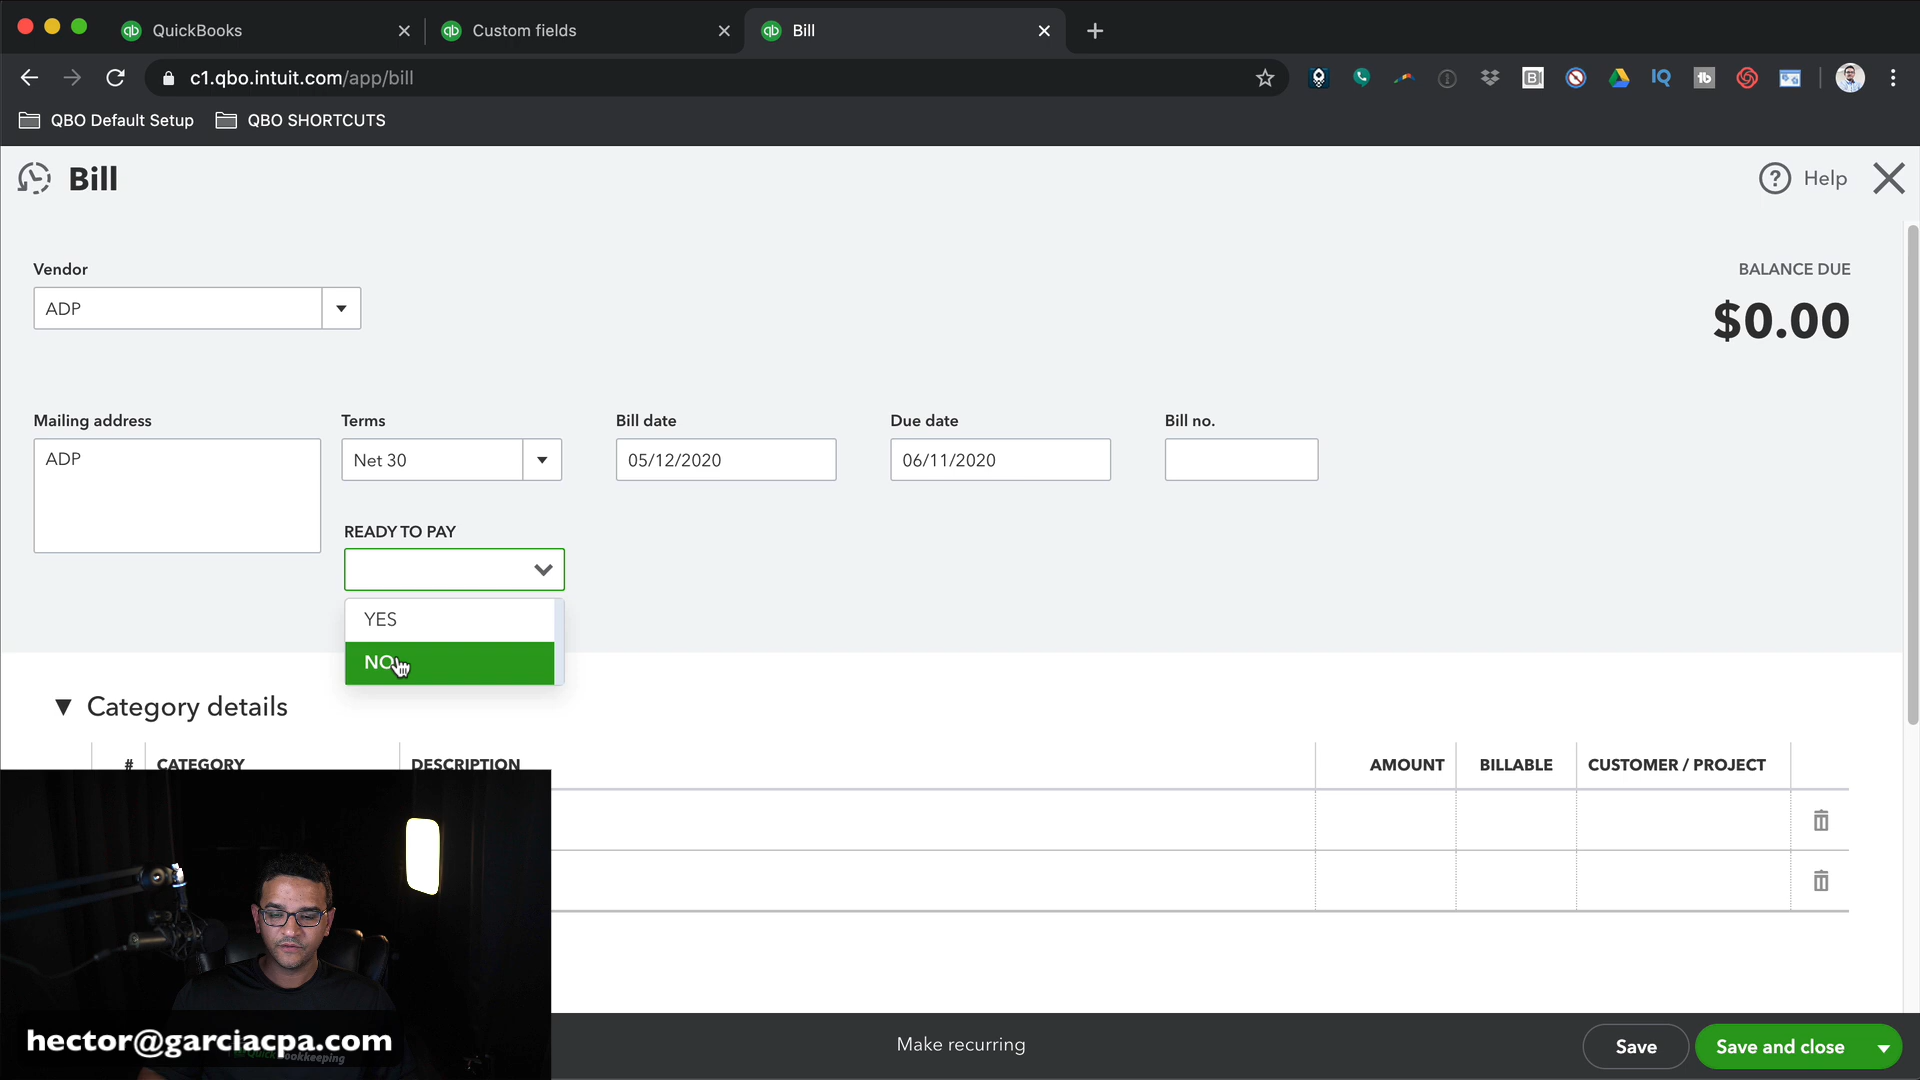 QuickBooks
Custom fields
Bill
c1.qbo.intuit.com/app/bill
QBO Default Setup
QBO SHORTCUTS
Bill
Help
Vendor
ADP
BALANCE DUE
$0.00
Mailing address
Terms
Bill date
Due date
Bill no.
ADP
Net 30
05/12/2020
06/11/2020
READY TO PAY
YES
NO
Category details
# CATEGORY DESCRIPTION AMOUNT BILLABLE CUSTOMER / PROJECT
hector@garciacpa.com
Make recurring
Save
Save and close